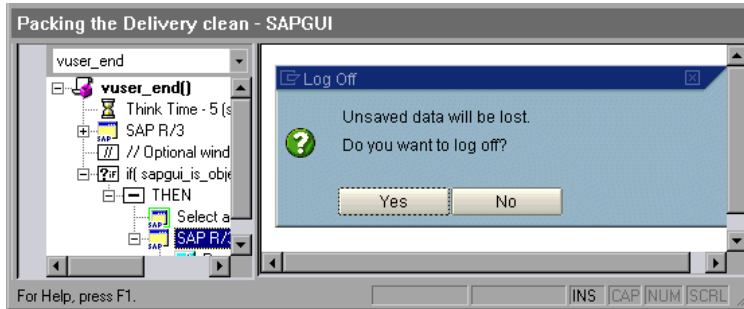 Packing the Delivery clean - SAPGUI
vuser_end
vuser_end()
Think Time - 5 (s
SAP R/3
// // Optional wind
if( sapgui_is_obje
THEN
Select a
SAP R/3
Log Off
Unsaved data will be lost.
Do you want to log off?
Yes No
For Help, press F1.
INS CAP NUM SCRL